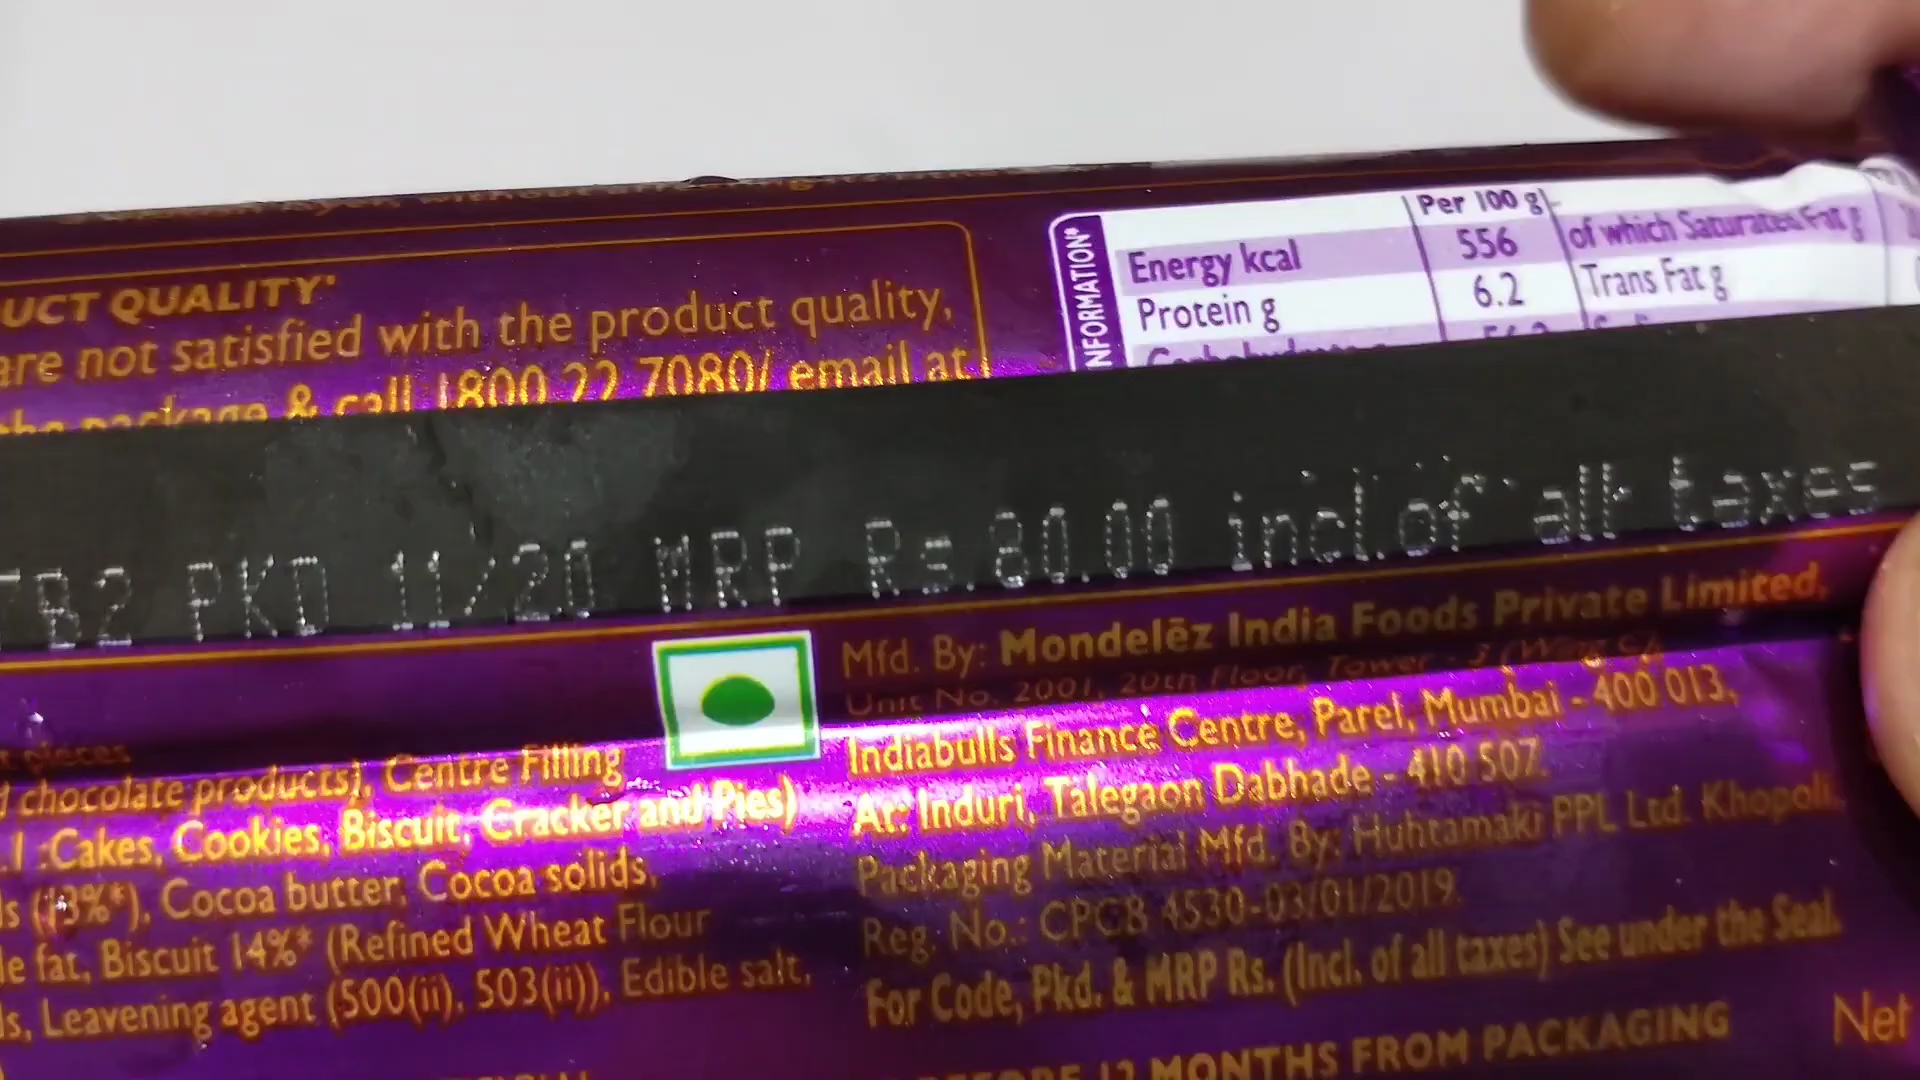 UCT QUALITY*
are not satisfied with the product quality,
the package & call 1800 22 7080/ email at
NFORMATION*
Per 100 g
Energy kcal 556 of which Saturated Fat g
Protein g 6.2 Trans Fat g
TB2 PKD 11/20 MRP Rs.80.00 incl.of all taxes
Mfd. By: Mondelēz India Foods Private Limited,
Unit No. 2001, 20th Floor, Tower - 3 (Wing C),
Indiabulls Finance Centre, Parel, Mumbai - 400 013.
At: Induri, Talegaon Dabhade - 410 507.
Packaging Material Mfd. By: Huhtamaki PPL Ltd. Khopoli.
Reg. No.: CPCB 4530-03/01/2019.
For Code, Pkd. & MRP Rs. (Incl. of all taxes) See under the Seal.
pieces
d chocolate products], Centre Filling
.1 :Cakes, Cookies, Biscuit, Cracker and Pies)
ls (13%*), Cocoa butter, Cocoa solids,
le fat, Biscuit 14%* (Refined Wheat Flour
ls, Leavening agent (500(ii), 503(ii)), Edible salt,
BEFORE 12 MONTHS FROM PACKAGING
Net